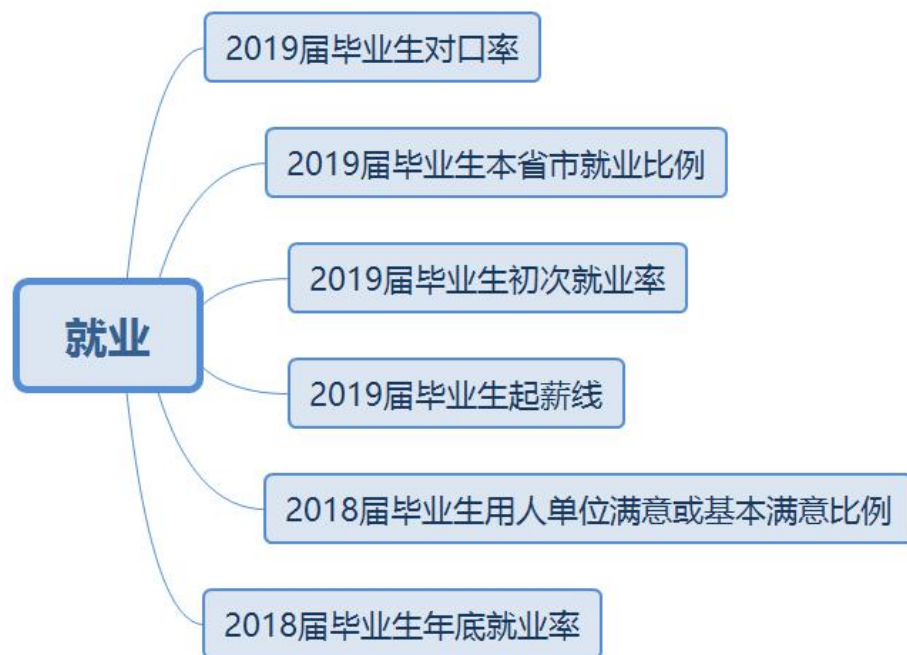 2019届毕业生对口率
2019届毕业生本省市就业比例
2019届毕业生初次就业率
就业
2019届毕业生起薪线
2018届毕业生用人单位满意或基本满意比例
2018届毕业生年底就业率